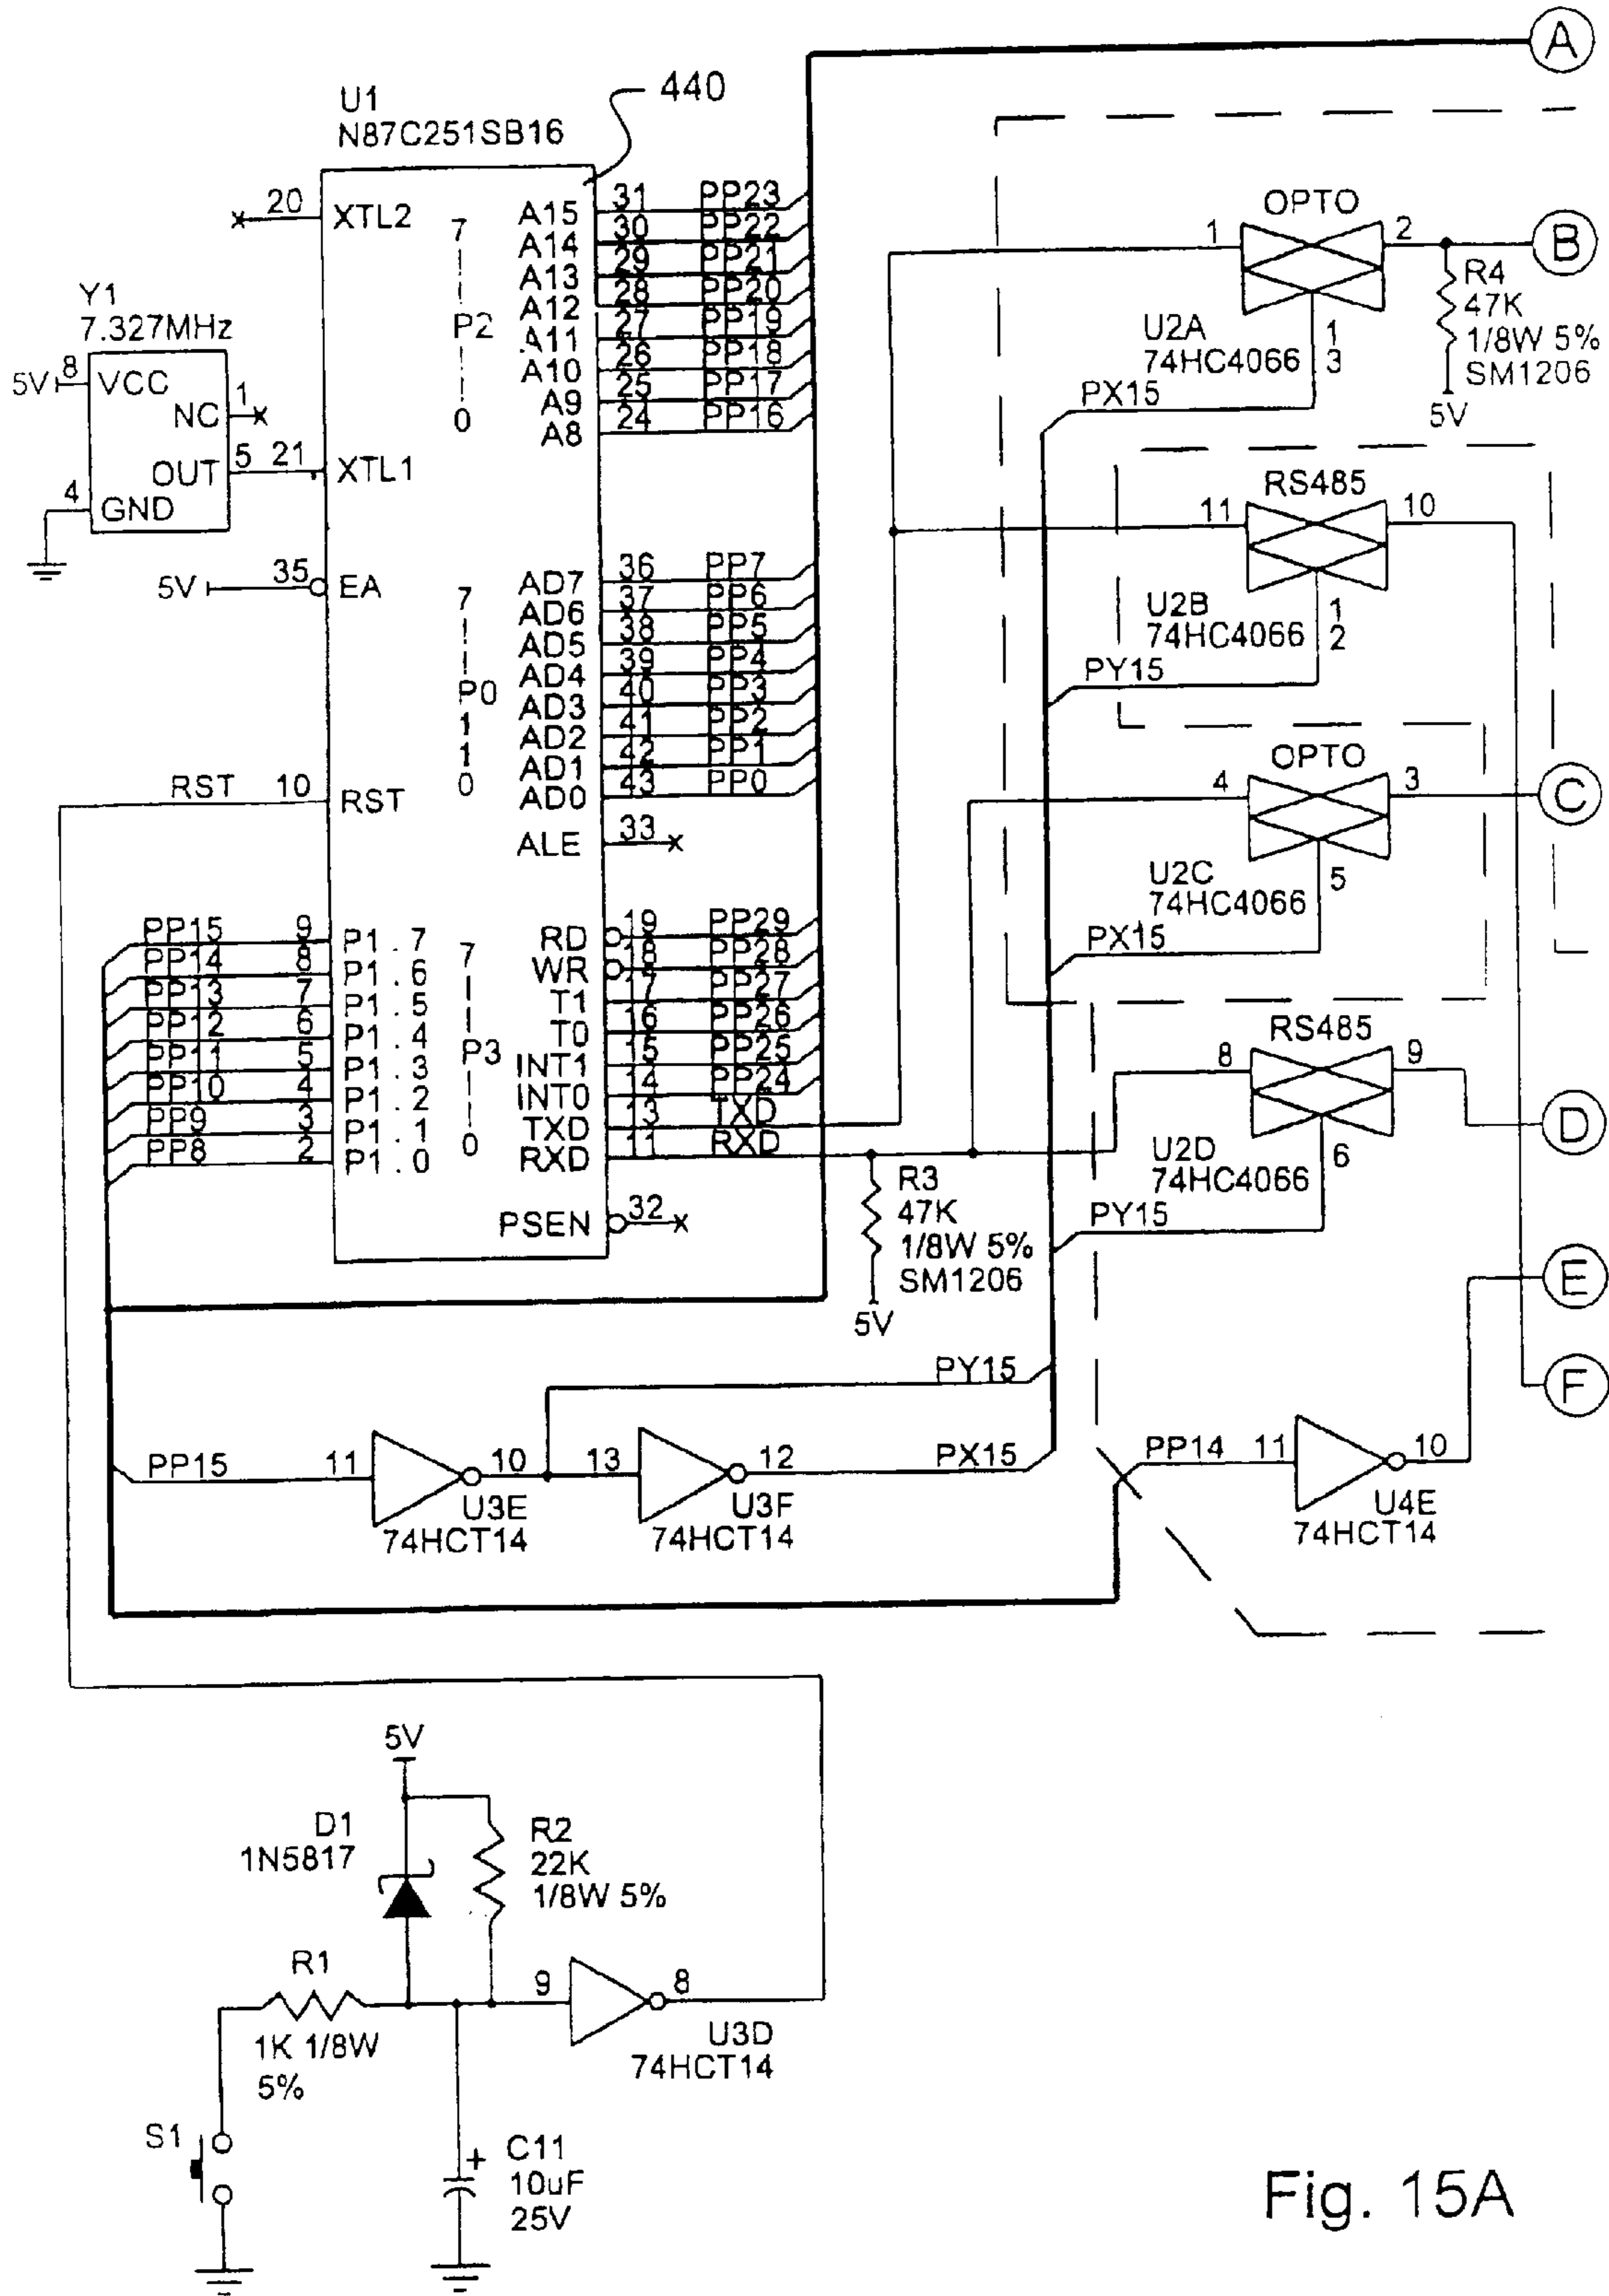 A
440
U1
N87C251SB16
20
XTL2
7
P2
0
A15 31 PP23
A14 30 PP22
A13 29 PP21
A12 28 PP20
A11 27 PP19
A10 26 PP18
A9 25 PP17
A8 24 PP16
OPTO
1
2
B
R4
47K
1/8W 5%
SM1206
5V
U2A
74HC4066
1
3
PX15
Y1
7.327MHz
5V 8 VCC
NC 1
OUT 5 21 XTL1
4 GND
RS485
11
10
U2B
74HC4066
1
2
PY15
5V 35 EA
7
P0
1
1
0
AD7 36 PP7
AD6 37 PP6
AD5 38 PP5
AD4 39 PP4
AD3 40 PP3
AD2 41 PP2
AD1 42 PP1
AD0 43 PP0
RST 10 RST
ALE 33
OPTO
4
3
C
U2C
74HC4066
5
PX15
PP15 9 P1.7
PP14 8 P1.6
PP13 7 P1.5
PP12 6 P1.4
PP11 5 P1.3
PP10 4 P1.2
PP9 3 P1.1
PP8 2 P1.0
7
P3
0
RD 19 PP29
WR 18 PP28
T1 17 PP27
T0 16 PP26
INT1 15 PP25
INT0 14 PP24
TXD 13 TXD
RXD 11 RXD
PSEN 32
RS485
8
9
D
U2D
74HC4066
6
PY15
R3
47K
1/8W 5%
SM1206
5V
E
F
PY15
PP15 11
10
13
12
PX15
U3E
74HCT14
U3F
74HCT14
PP14 11
10
U4E
74HCT14
5V
D1
1N5817
R2
22K
1/8W 5%
R1
1K 1/8W
5%
9
8
U3D
74HCT14
S1
+
C11
10uF
25V
Fig. 15A